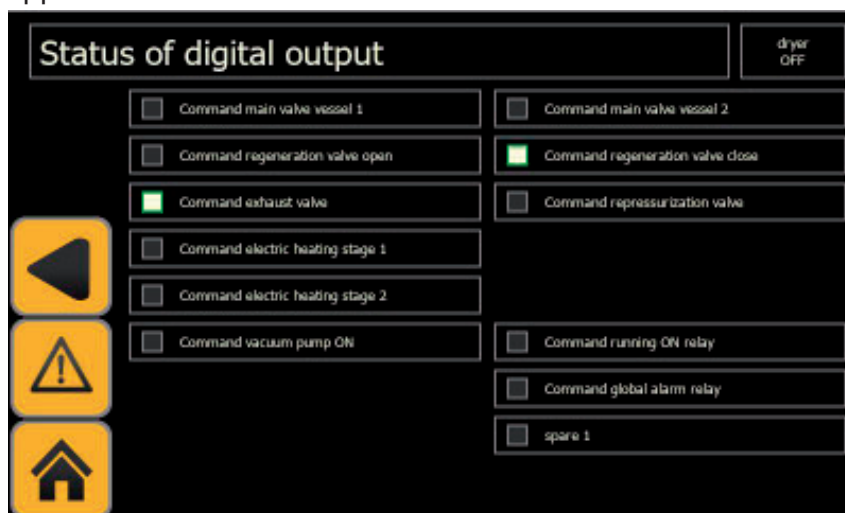 Status of digital output
dryer
OFF
Command main valve vessel 1
Command main valve vessel 2
Command regeneration valve open
Command regeneration valve close
Command exhaust valve
Command repressurization valve
Command electric heating stage 1
Command electric heating stage 2
Command vacuum pump ON
Command running ON relay
Command global alarm relay
spare 1